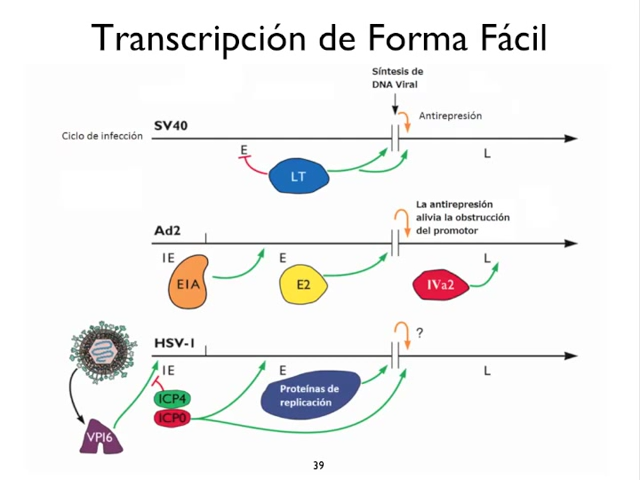 Transcripción de Forma Fácil
Síntesis de
DNA Viral
Antirepresión
SV40
Ciclo de infección
E
L
LT
La antirepresión
alivia la obstrucción
del promotor
Ad2
IE
E
L
E1A
E2
IVa2
HSV-1
?
IE
E
L
ICP4
ICP0
Proteínas de
replicación
VP16
39